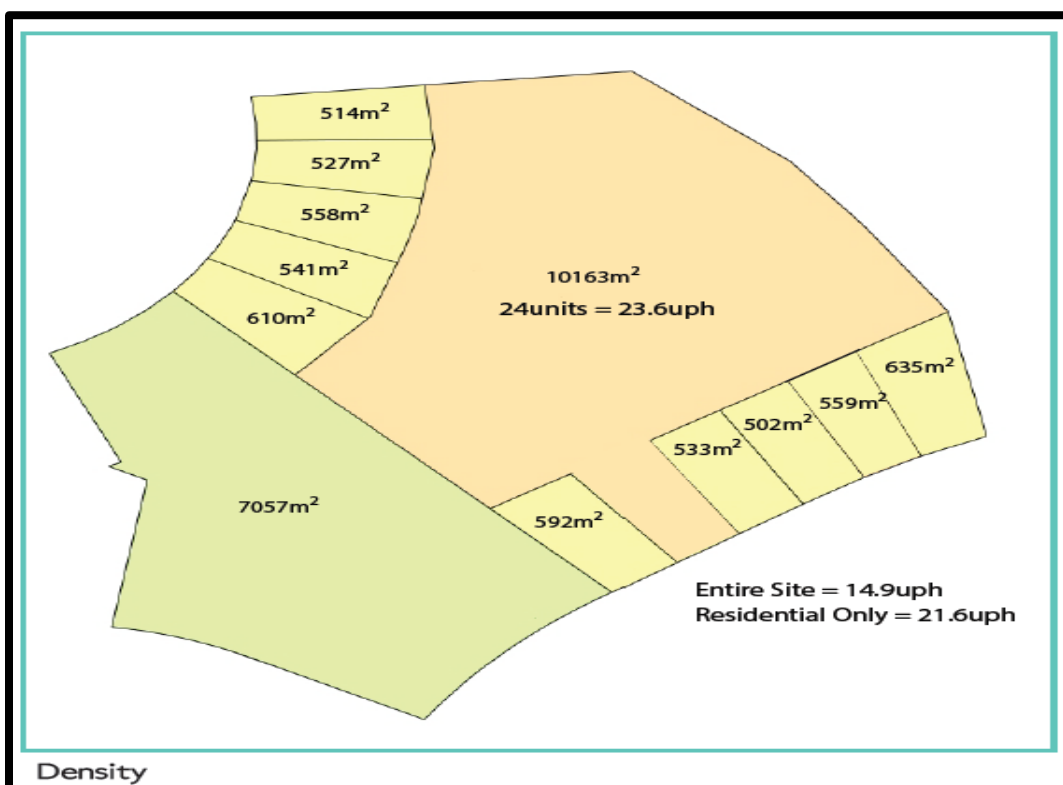 514m²
527m²
558m²
541m²
610m²
10163m²
24units = 23.6uph
635m²
559m²
502m²
533m²
592m²
7057m²
Entire Site = 14.9uph
Residential Only = 21.6uph
Density